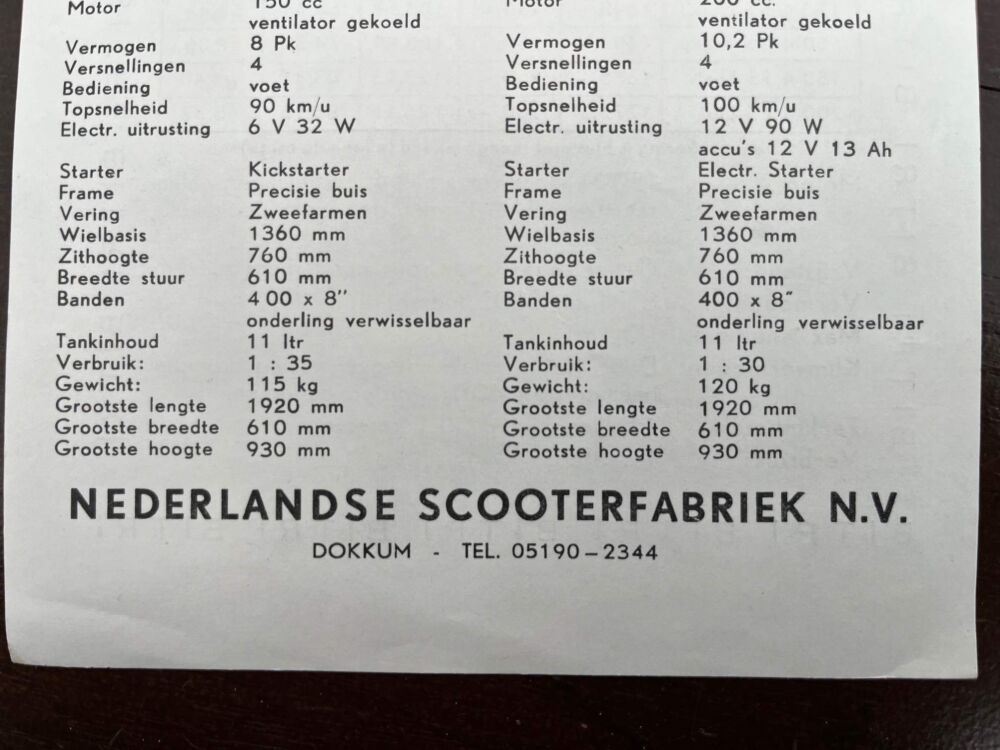 Motor 150 cc
ventilator gekoeld
Vermogen 8 Pk
Versnellingen 4
Bediening voet
Topsnelheid 90 km/u
Electr. uitrusting 6 V 32 W
Starter Kickstarter
Frame Precisie buis
Vering Zweefarmen
Wielbasis 1360 mm
Zithoogte 760 mm
Breedte stuur 610 mm
Banden 4 00 x 8"
onderling verwisselbaar
Tankinhoud 11 ltr
Verbruik: 1 : 35
Gewicht: 115 kg
Grootste lengte 1920 mm
Grootste breedte 610 mm
Grootste hoogte 930 mm
Motor 200 cc.
ventilator gekoeld
Vermogen 10,2 Pk
Versnellingen 4
Bediening voet
Topsnelheid 100 km/u
Electr. uitrusting 12 V 90 W
accu's 12 V 13 Ah
Starter Electr. Starter
Frame Precisie buis
Vering Zweefarmen
Wielbasis 1360 mm
Zithoogte 760 mm
Breedte stuur 610 mm
Banden 400 x 8"
onderling verwisselbaar
Tankinhoud 11 ltr
Verbruik: 1 : 30
Gewicht: 120 kg
Grootste lengte 1920 mm
Grootste breedte 610 mm
Grootste hoogte 930 mm
NEDERLANDSE SCOOTERFABRIEK N.V.
DOKKUM - TEL. 05190–2344